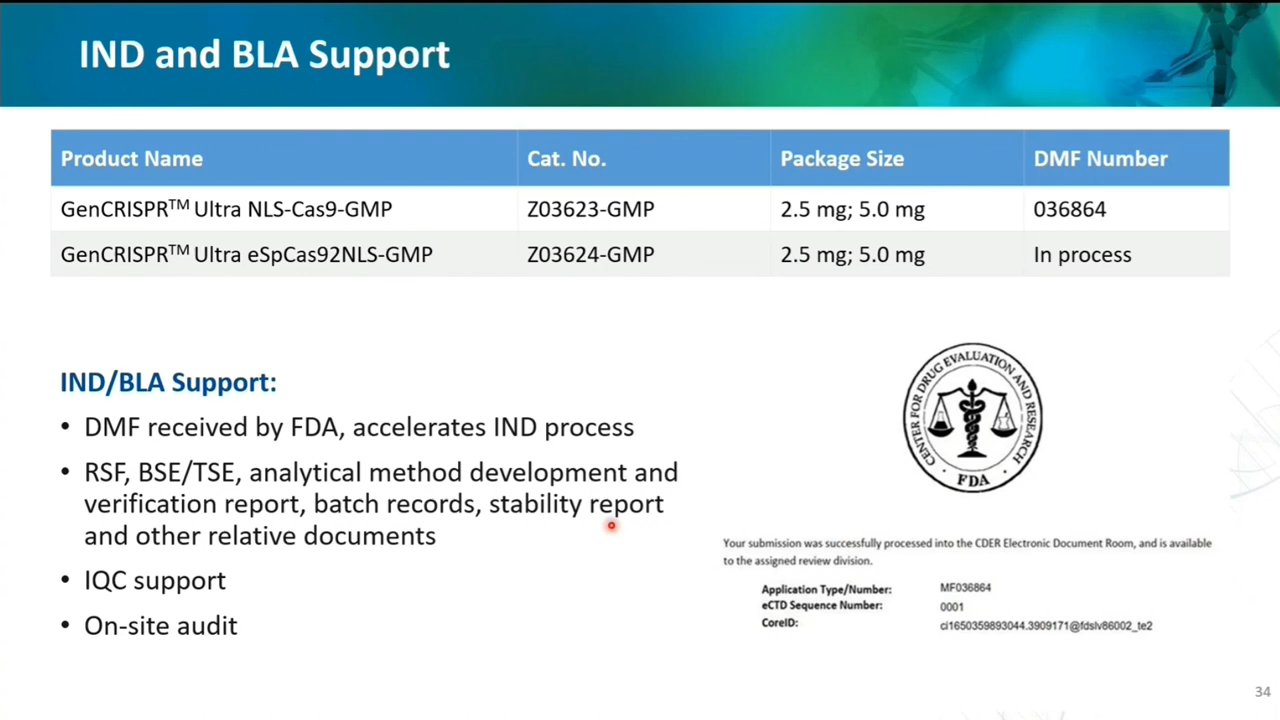 IND and BLA Support
Product Name Cat. No. Package Size DMF Number
GenCRISPR™ Ultra NLS-Cas9-GMP Z03623-GMP 2.5 mg; 5.0 mg 036864
GenCRISPR™ Ultra eSpCas92NLS-GMP Z03624-GMP 2.5 mg; 5.0 mg In process
IND/BLA Support:
• DMF received by FDA, accelerates IND process
• RSF, BSE/TSE, analytical method development and
verification report, batch records, stability report
and other relative documents
• IQC support
• On-site audit
CENTER FOR DRUG EVALUATION AND RESEARCH
· FDA ·
Your submission was successfully processed into the CDER Electronic Document Room, and is available
to the assigned review division.
Application Type/Number: MF036864
eCTD Sequence Number: 0001
CoreID: ci1650359893044.3909171@fdslv86002_te2
34